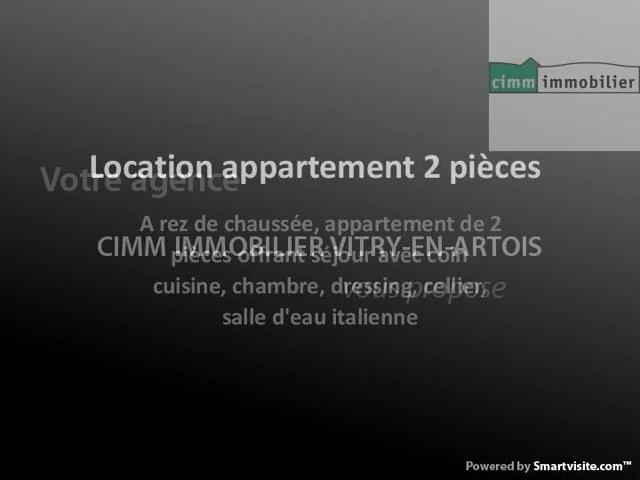 cimm immobilier
Location appartement 2 pièces
Votre agence
A rez de chaussée, appartement de 2
CIMM IMMOBILIER VITRY-EN-ARTOIS
pièces offrant séjour avec coin
cuisine, chambre, dressing, cellier,
vous propose
salle d'eau italienne
Powered by Smartvisite.com™